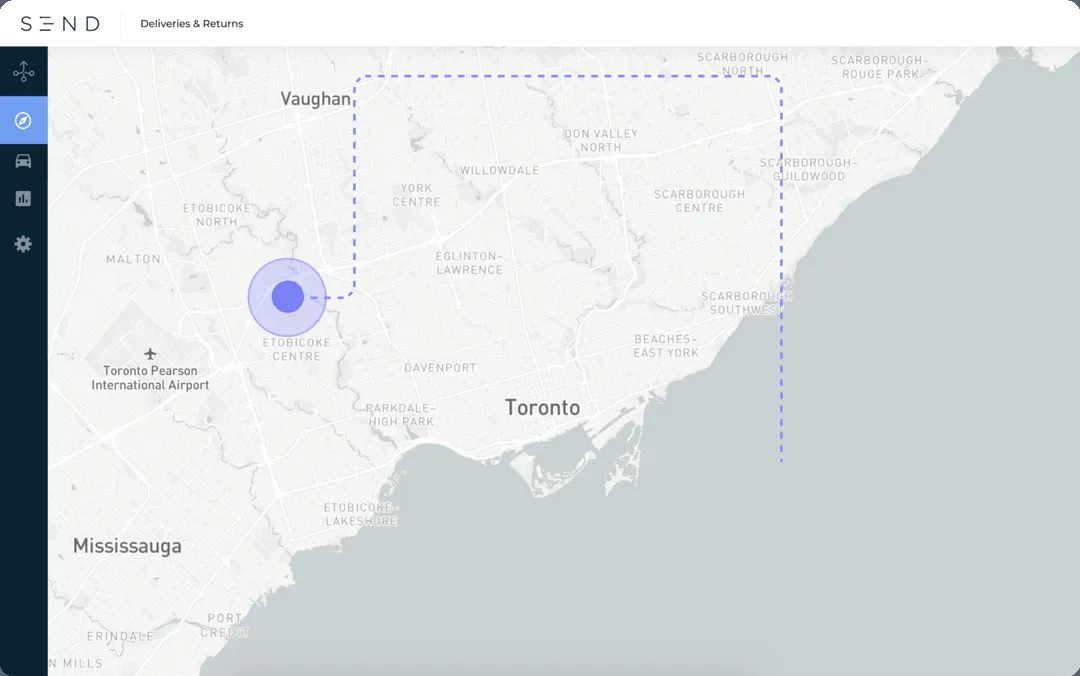 SEND
Deliveries & Returns
SCARBOROUGH
NORTH
SCARBOROUGH-
ROUGE PARK
Vaughan
DON VALLEY
NORTH
WILLOWDALE
SCARBOROUGH-
GUILDWOOD
YORK
CENTRE
SCARBOROUGH
CENTRE
ETOBICOKE
NORTH
MALTON
EGLINTON-
LAWRENCE
SCARBOROUGH
SOUTHWEST
ETOBICOKE
CENTRE
BEACHES-
EAST YORK
Toronto Pearson
International Airport
DAVENPORT
PARKDALE-
HIGH PARK
Toronto
ETOBICOKE-
LAKESHORE
Mississauga
PORT
CREDIT
ERINDALE
N MILLS